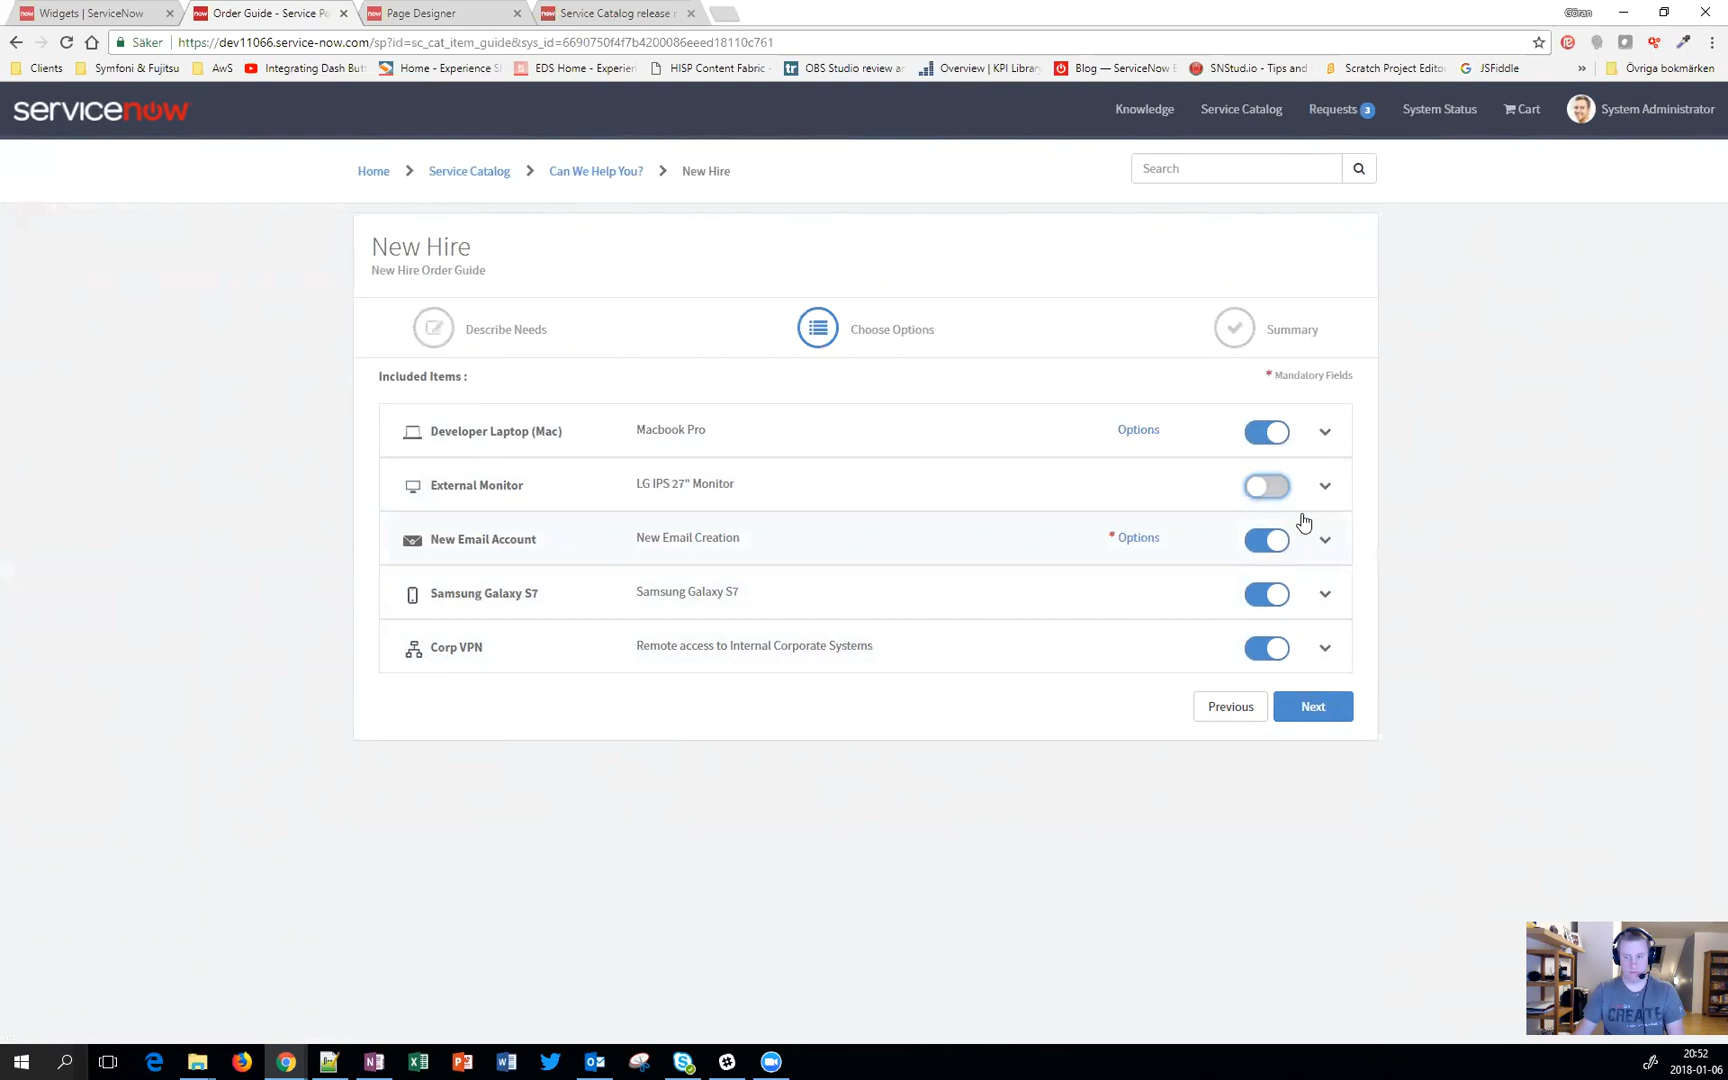 Widgets | ServiceNow
Order Guide - Service Po
Page Designer
Service Catalog release n
Göran
Säker
https://dev11066.service-now.com/sp?id=sc_cat_item_guide&sys_id=6690750f4f7b4200086eeed18110c761
Clients
Symfoni & Fujitsu
AwS
Integrating Dash Butt
Home - Experience S
EDS Home - Experien
HISP Content Fabric
OBS Studio review an
Overview | KPI Library
Blog — ServiceNow E
SNStud.io - Tips and
Scratch Project Edito
JSFiddle
»
Övriga bokmärken
servicenow
Knowledge
Service Catalog
Requests 3
System Status
Cart
System Administrator
Home
Service Catalog
Can We Help You?
New Hire
Search
New Hire
New Hire Order Guide
Describe Needs
Choose Options
Summary
Included Items :
* Mandatory Fields
Developer Laptop (Mac)
Macbook Pro
Options
External Monitor
LG IPS 27" Monitor
New Email Account
New Email Creation
* Options
Samsung Galaxy S7
Samsung Galaxy S7
Corp VPN
Remote access to Internal Corporate Systems
Previous
Next
CREATE
20:52
2018-01-06